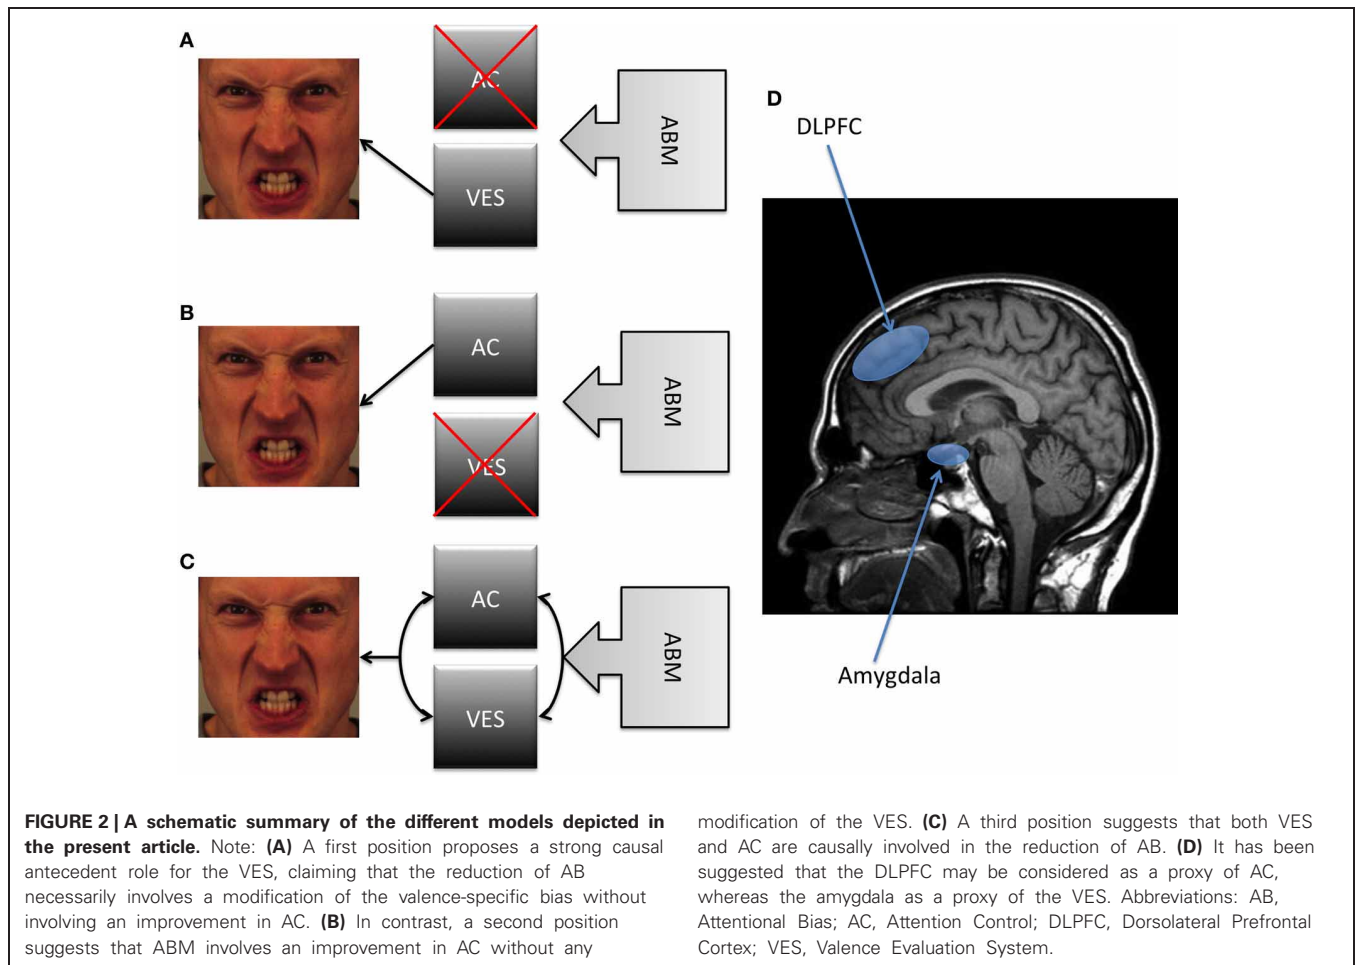 A
AC
VES
ABM
B
AC
VES
ABM
C
AC
VES
ABM
D
DLPFC
Amygdala
FIGURE 2 | A schematic summary of the different models depicted in
the present article. Note: (A) A first position proposes a strong causal
antecedent role for the VES, claiming that the reduction of AB
necessarily involves a modification of the valence-specific bias without
involving an improvement in AC. (B) In contrast, a second position
suggests that ABM involves an improvement in AC without any
modification of the VES. (C) A third position suggests that both VES
and AC are causally involved in the reduction of AB. (D) It has been
suggested that the DLPFC may be considered as a proxy of AC,
whereas the amygdala as a proxy of the VES. Abbreviations: AB,
Attentional Bias; AC, Attention Control; DLPFC, Dorsolateral Prefrontal
Cortex; VES, Valence Evaluation System.